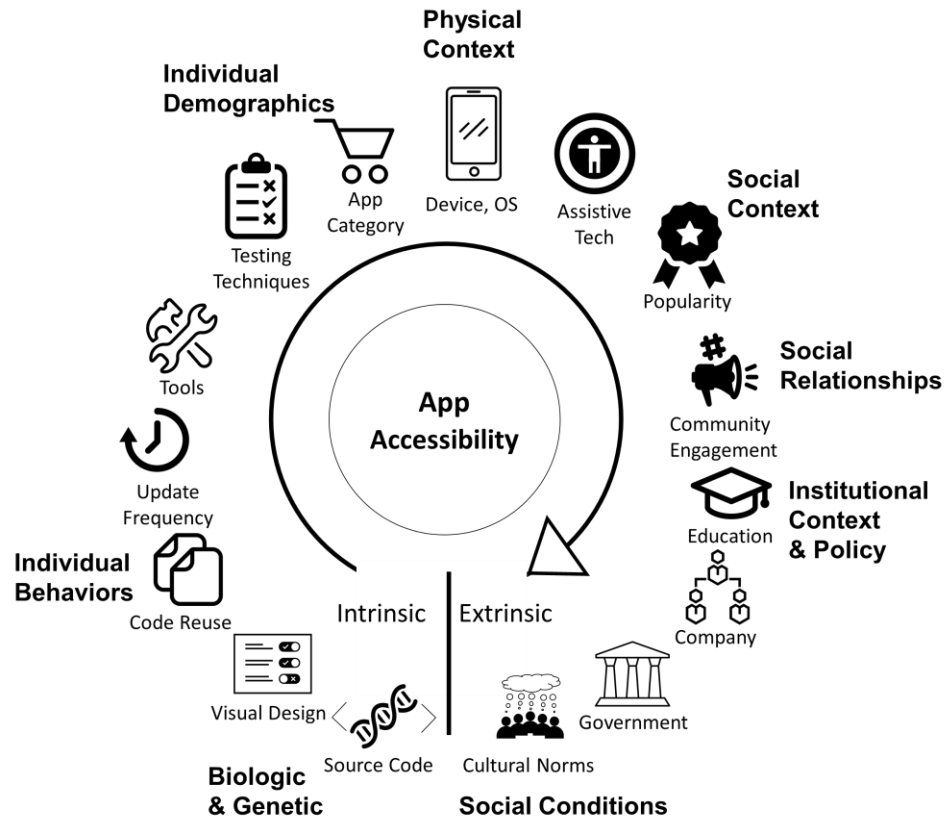 Physical
Context
Individual
Demographics
App
Category
Device, OS
Assistive
Tech
Social
Context
Testing
Techniques
Popularity
Tools
App
Accessibility
Social
Relationships
Community
Engagement
Update
Frequency
Education
Institutional
Context
& Policy
Individual
Behaviors
Code Reuse
Intrinsic
Extrinsic
Company
Visual Design
Government
Source Code
Cultural Norms
Biologic
& Genetic
Social Conditions